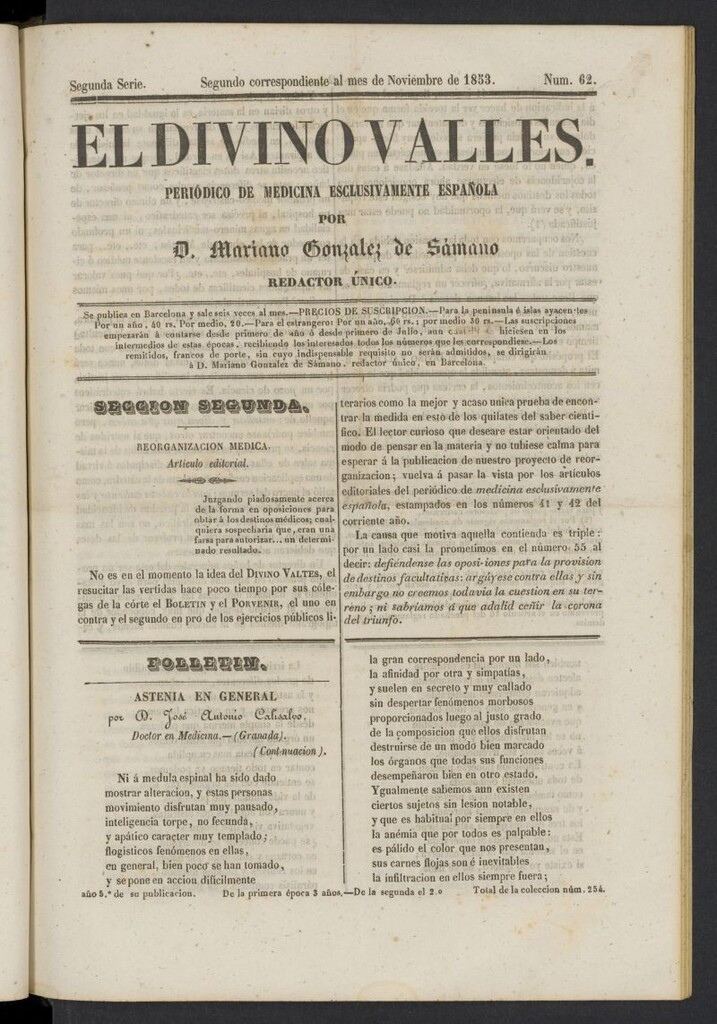 Segunda Serie. Segundo correspondiente al mes de Noviembre de 1853. Num. 62.
EL DIVINO VALLES.
PERIÓDICO DE MEDICINA ESCLUSIVAMENTE ESPAÑOLA
POR
D. Mariano Gonzalez de Sámano
REDACTOR ÚNICO.
Se publica en Barcelona y sale seis veces al mes.—PRECIOS DE SUSCRIPCION.—Para la peninsula é islas ayacentes
Por un año, 40 rs. Por medio, 20.—Para el estrangero: Por un año, 60 rs.; por medio 30 rs.—Las suscripciones
empezarán á contarse desde primero de año ó desde primero de Julio, aun hiciesen en los
intermedios de estas épocas, recibiendo los interesados todos los números que les correspondiese.—Los
remitidos, francos de porte, sin cuyo indispensable requisito no serán admitidos, se dirigirán
á D. Mariano Gonzalez de Sámano, redactor único, en Barcelona.
SECCION SEGUNDA.
REORGANIZACION MEDICA.
Artículo editorial.
Juzgando piadosamente acerca
de la forma en oposiciones para
obtar á los destinos médicos; cual-
quiera sospecharia que, eran una
farsa para autorizar... un determi-
nado resultado.
No es en el momento la idea del DIVINO VALTES, el
resucitar las vertidas hace poco tiempo por sus cóle-
gas de la córte el BOLETIN y el PORVENIR, el uno en
contra y el segundo en pro de los ejercicios públicos li-
terarios como la mejor y acaso unica prueba de encon-
trar la medida en esto de los quilates del saber cienti-
fico. El lector curioso que deseare estar orientado del
modo de pensar en la materia y no tubiese calma para
esperar á la publicacion de nuestro proyecto de reor-
ganizacion; vuelva á pasar la vista por los artículos
editoriales del periódico de medicina esclusivamente
española, estampados en los números 41 y 42 del
corriente año.
La causa que motiva aquella contienda es triple:
por un lado casi la prometimos en el número 55 al
decir: defiéndense las oposiciones para la provision
de destinos facultativas: argüyese contra ellas y sin
embargo no creemos todavia la cuestion en su ter-
reno; ni sabriamos á que adalid ceñir la corona
del triunfo.
FOLLETIN.
ASTENIA EN GENERAL
por D. José Antonio Calisalvo.
Doctor en Medicina.—(Granada).
(Continuacion).
Ni á medula espinal ha sido dado
mostrar alteracion, y estas personas
movimiento disfrutan muy pausado,
inteligencia torpe, no fecunda,
y apático caracter muy templado;
flogísticos fenómenos en ellas,
en general, bien poco se han tomado,
y se pone en accion dificilmente
la gran correspondencia por un lado,
la afinidad por otra y simpatías,
y suelen en secreto y muy callado
sin despertar fenómenos morbosos
proporcionados luego al justo grado
de la composicion que ellos disfrutan
destruirse de un modo bien marcado
los órganos que todas sus funciones
desempeñaron bien en otro estado.
Ygualmente sabemos aun existen
ciertos sujetos sin lesion notable,
y que es habitual por siempre en ellos
la anémia que por todos es palpable:
es pálido el color que nos presentan,
sus carnes flojas son é inevitables
la infiltracion en ellos siempre fuera;
año 5.º de su publicacion. De la primera época 3 años.—De la segunda el 2.º Total de la coleccion núm. 254.